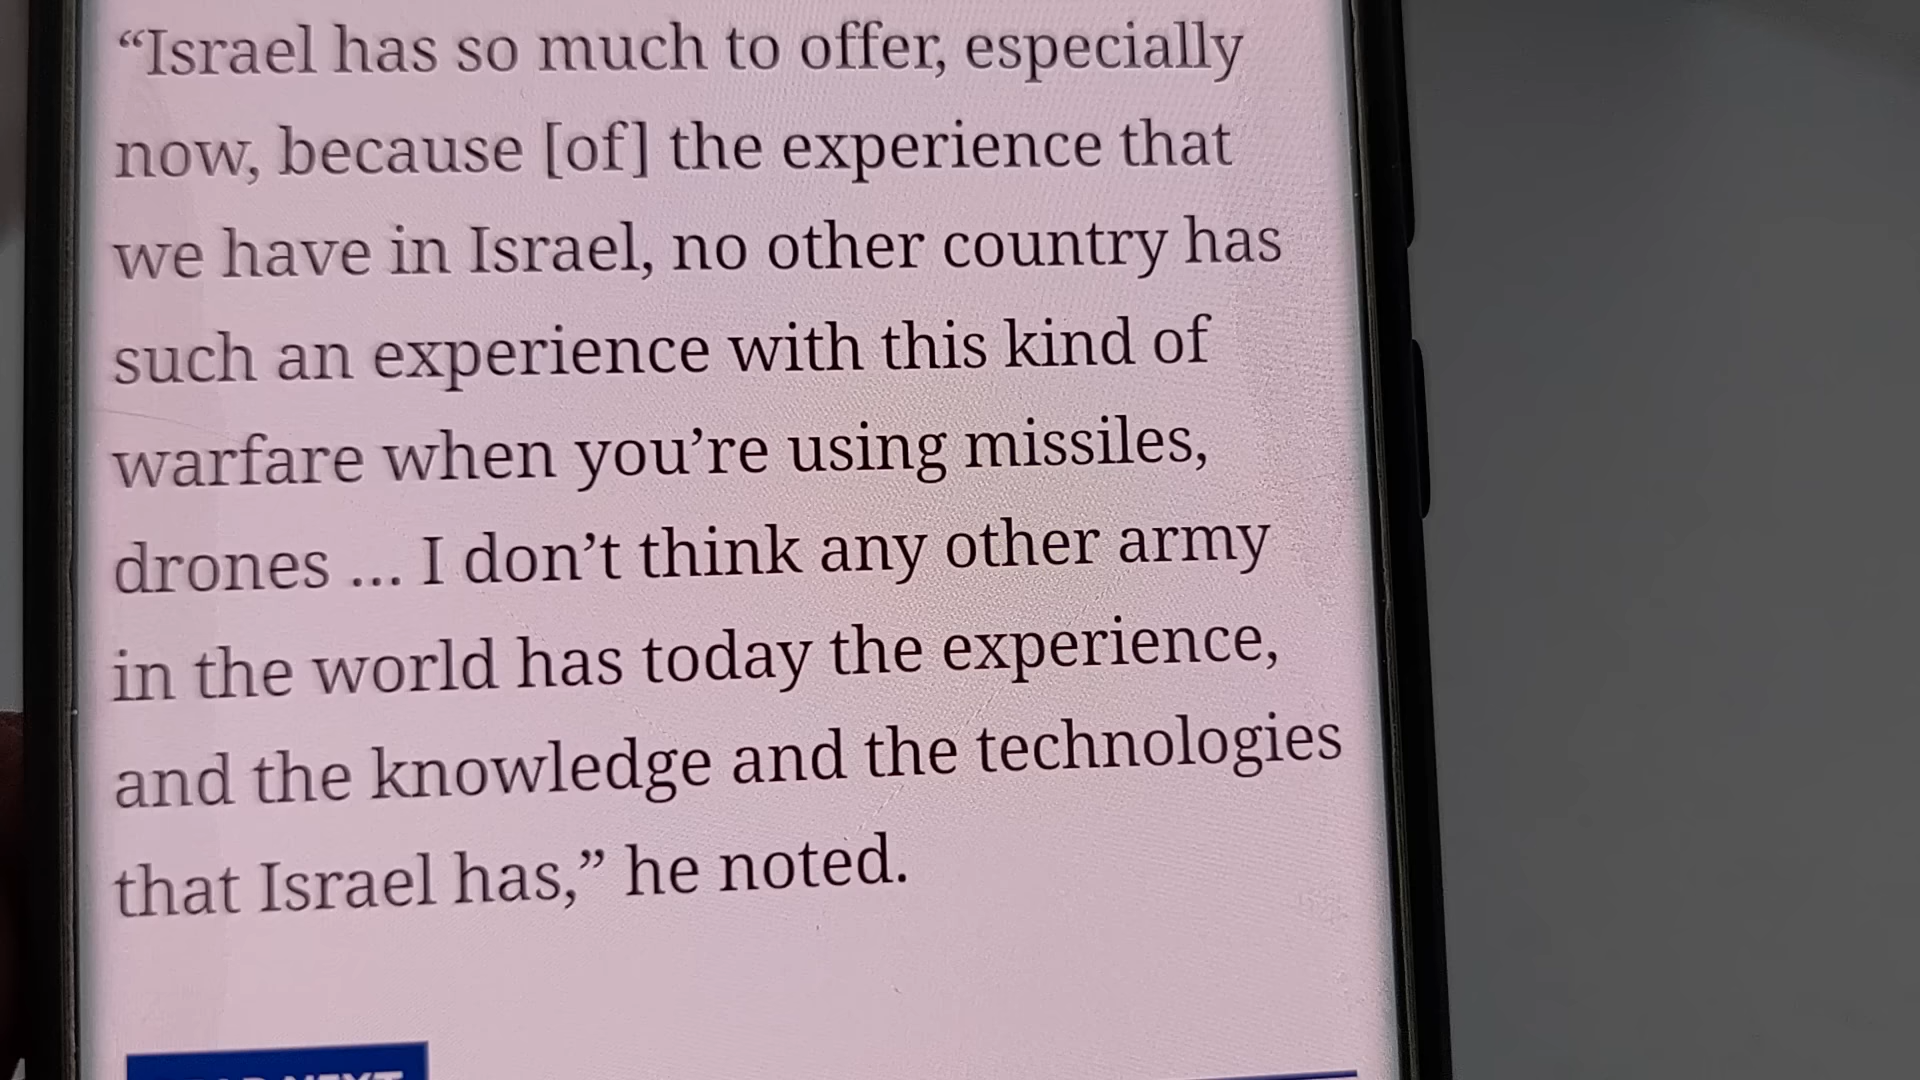 “Israel has so much to offer, especially
now, because [of] the experience that
we have in Israel, no other country has
such an experience with this kind of
warfare when you’re using missiles,
drones ... I don’t think any other army
in the world has today the experience,
and the knowledge and the technologies
that Israel has,” he noted.